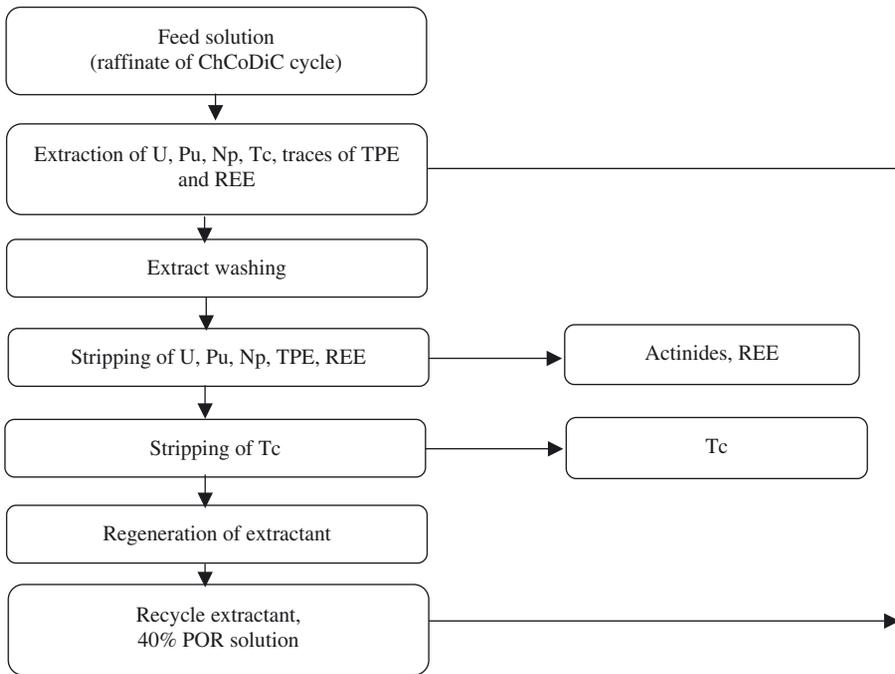 Feed solution
(raffinate of ChCoDiC cycle)
Extraction of U, Pu, Np, Tc, traces of TPE
and REE
Extract washing
Stripping of U, Pu, Np, TPE, REE
Actinides, REE
Stripping of Tc
Tc
Regeneration of extractant
Recycle extractant,
40% POR solution